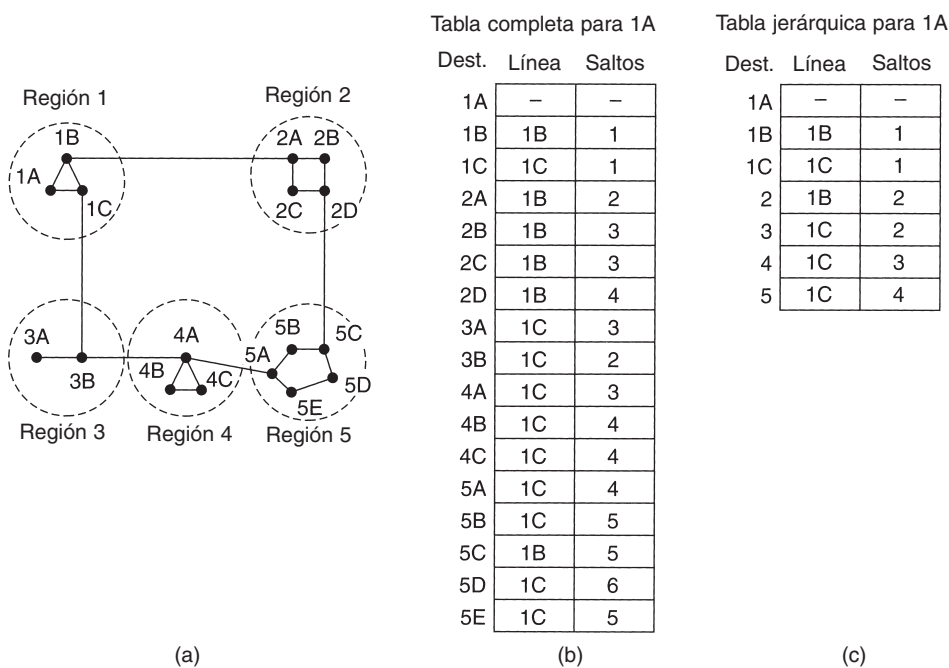 Tabla completa para 1A
Tabla jerárquica para 1A
Dest. Línea Saltos
Dest. Línea Saltos
Región 1
Región 2
1B
1A
1C
2A 2B
2C 2D
3A
3B
4A
4B
4C
5B
5C
5A
5D
5E
Región 3
Región 4
Región 5
1A – –
1B 1B 1
1C 1C 1
2A 1B 2
2B 1B 3
2C 1B 3
2D 1B 4
3A 1C 3
3B 1C 2
4A 1C 3
4B 1C 4
4C 1C 4
5A 1C 4
5B 1C 5
5C 1B 5
5D 1C 6
5E 1C 5
1A – –
1B 1B 1
1C 1C 1
2 1B 2
3 1C 2
4 1C 3
5 1C 4
(a)
(b)
(c)